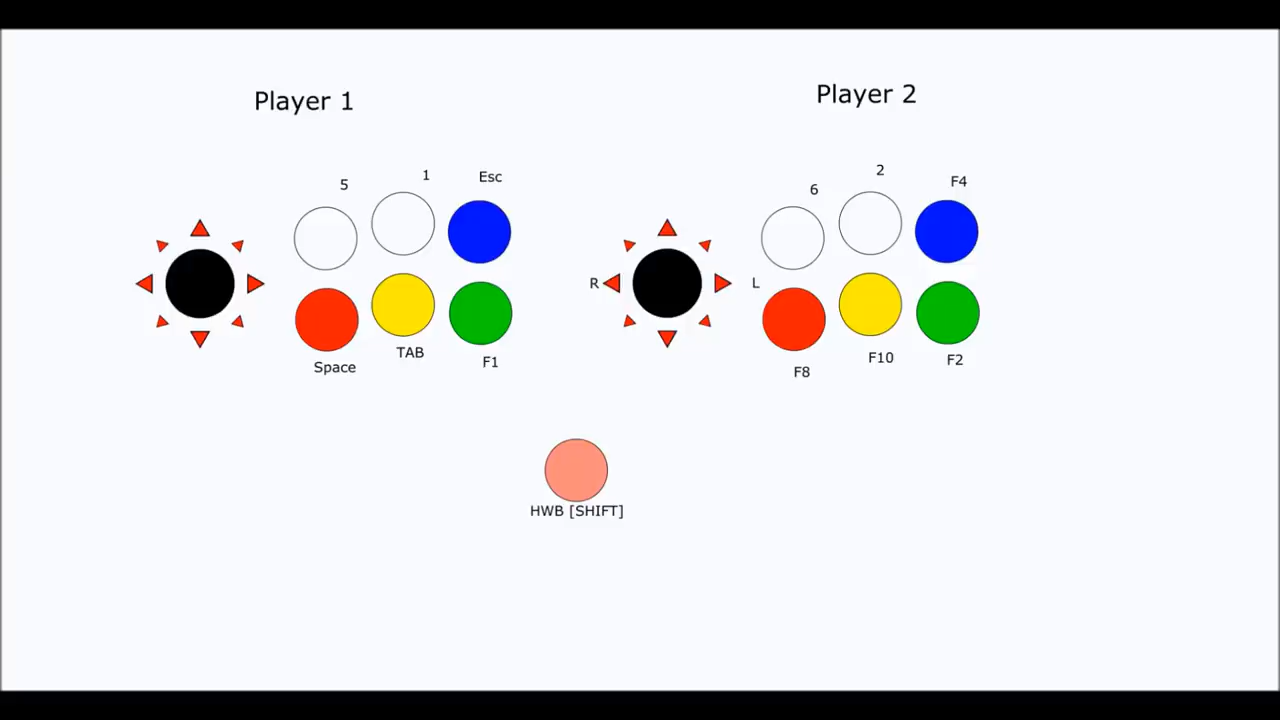 Player 1
Player 2
5
1
Esc
6
2
F4
R
L
Space
TAB
F1
F8
F10
F2
HWB [SHIFT]